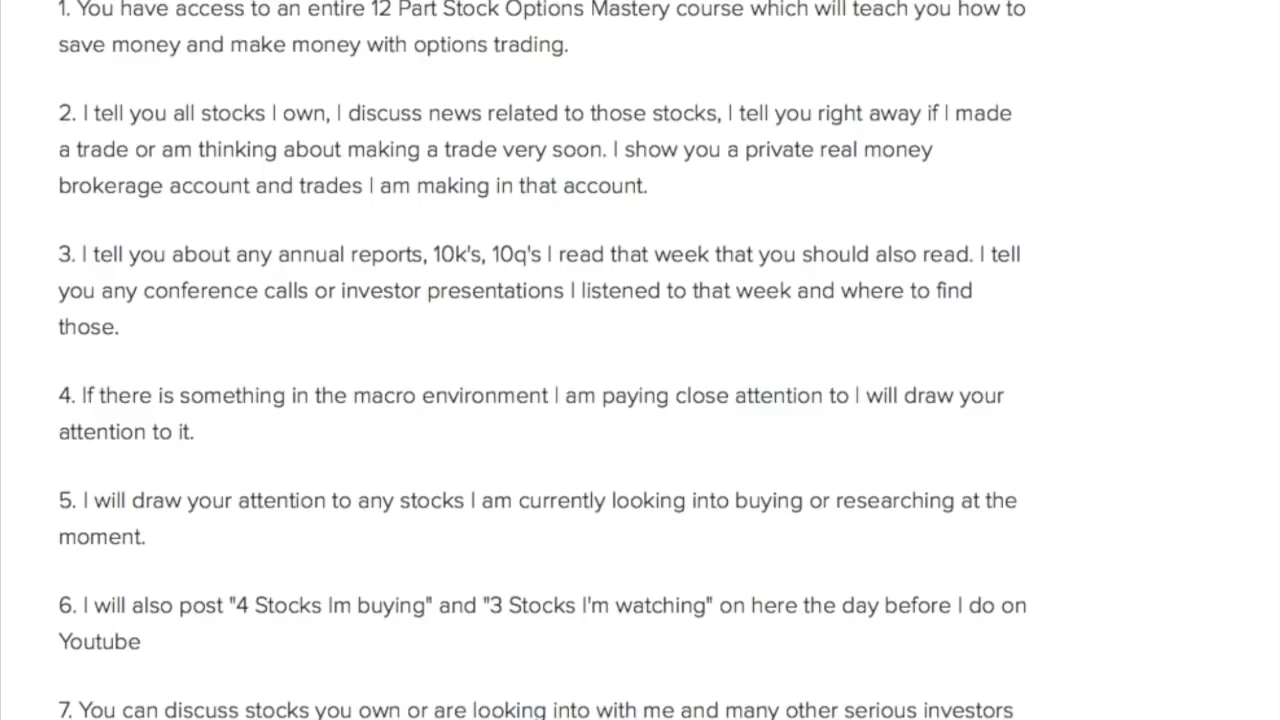 1. You have access to an entire 12 Part Stock Options Mastery course which will teach you how to
save money and make money with options trading.
2. I tell you all stocks I own, I discuss news related to those stocks, I tell you right away if I made
a trade or am thinking about making a trade very soon. I show you a private real money
brokerage account and trades I am making in that account.
3. I tell you about any annual reports, 10k's, 10q's I read that week that you should also read. I tell
you any conference calls or investor presentations I listened to that week and where to find
those.
4. If there is something in the macro environment I am paying close attention to I will draw your
attention to it.
5. I will draw your attention to any stocks I am currently looking into buying or researching at the
moment.
6. I will also post "4 Stocks Im buying" and "3 Stocks I'm watching" on here the day before I do on
Youtube
7. You can discuss stocks you own or are looking into with me and many other serious investors